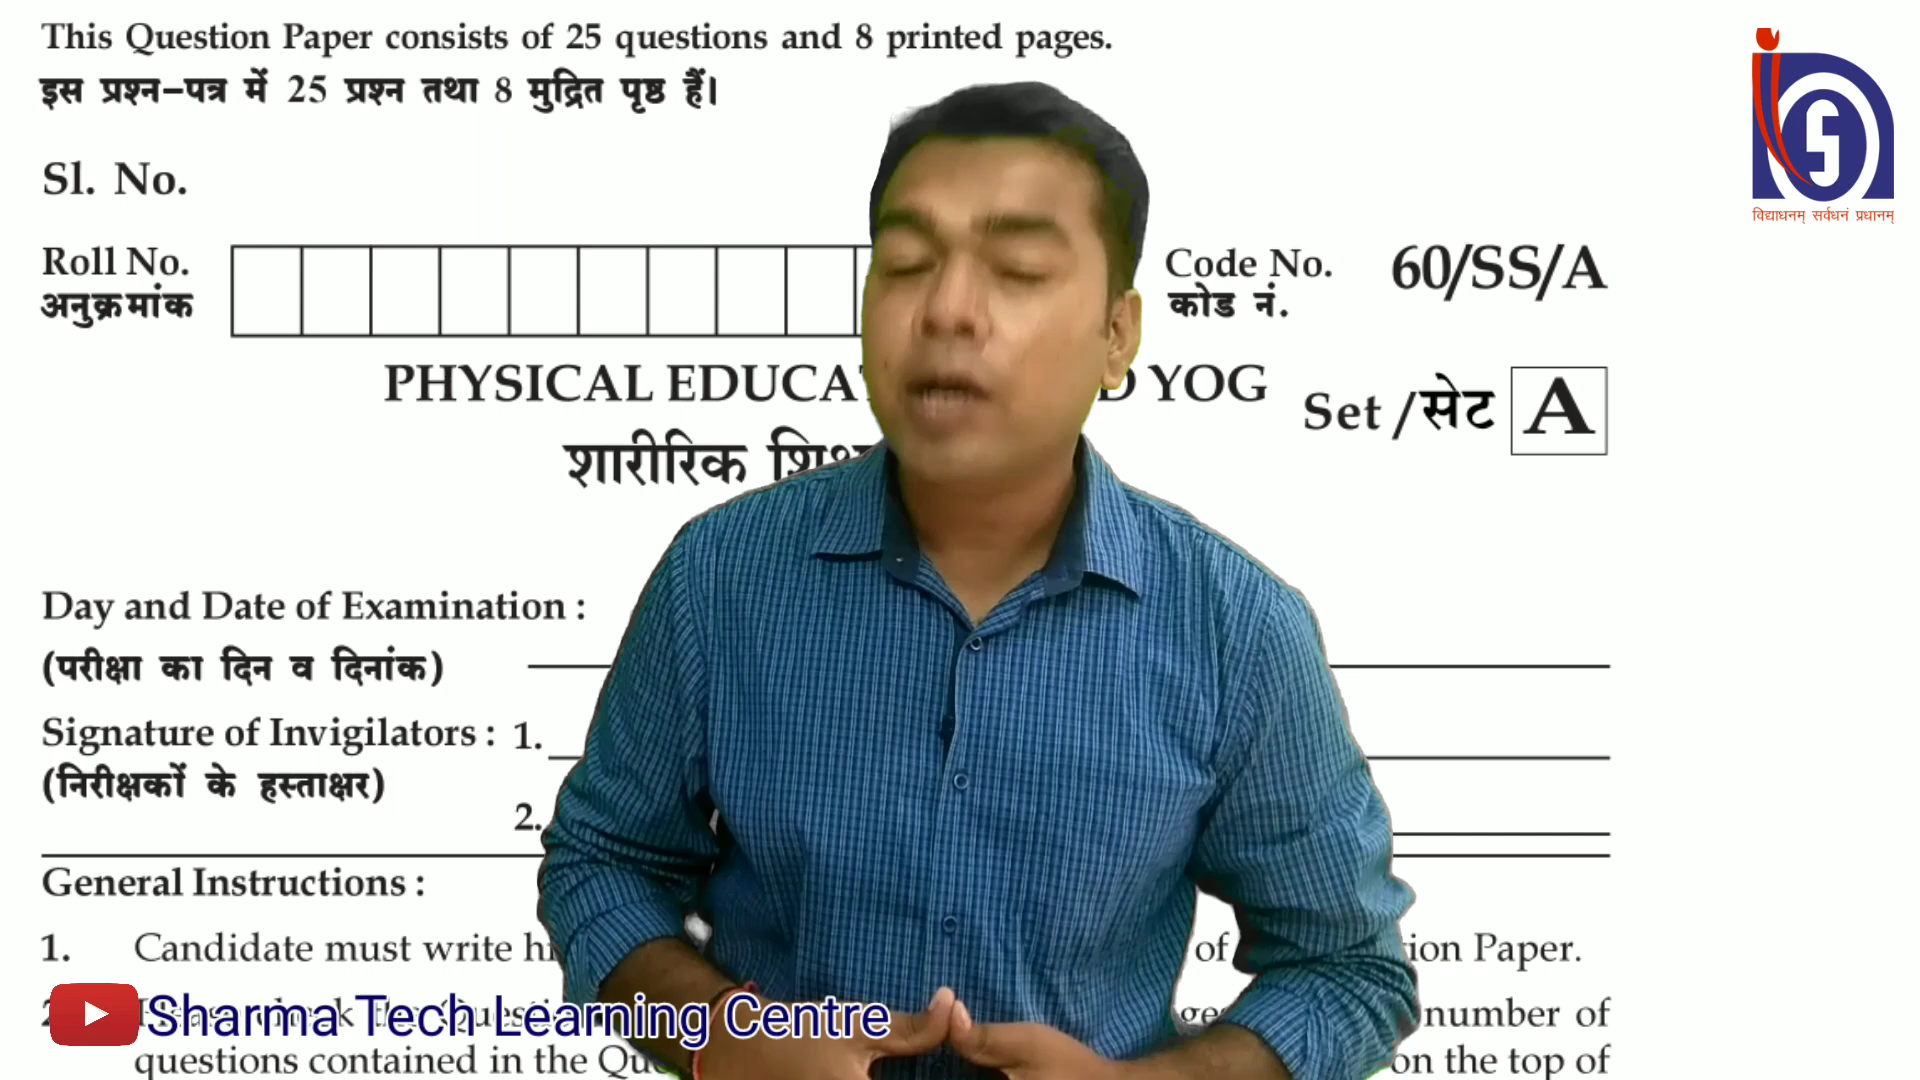 This Question Paper consists of 25 questions and 8 printed pages.
इस प्रश्न-पत्र में 25 प्रश्न तथा 8 मुद्रित पृष्ठ हैं।
विद्याधनम् सर्वधनं प्रधानम्
Sl. No.
Roll No.
अनुक्रमांक
Code No. 60/SS/A
कोड नं.
PHYSICAL YOG
Set / सेट A
शारीरिक
Day and Date of Examination :
(परीक्षा का दिन व दिनांक)
Signature of Invigilators : 1.
(निरीक्षकों के हस्ताक्षर)
2.
General Instructions :
1. Candidate must write of Paper.
number of
Sharma Tech Learning Centre
questions contained in the on the top of